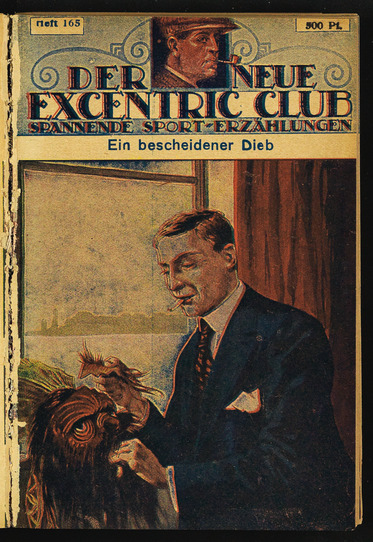 Heft 165
500 Pf.
DER NEUE
EXCENTRIC CLUB
SPANNENDE SPORT-ERZÄHLUNGEN
Ein bescheidener Dieb